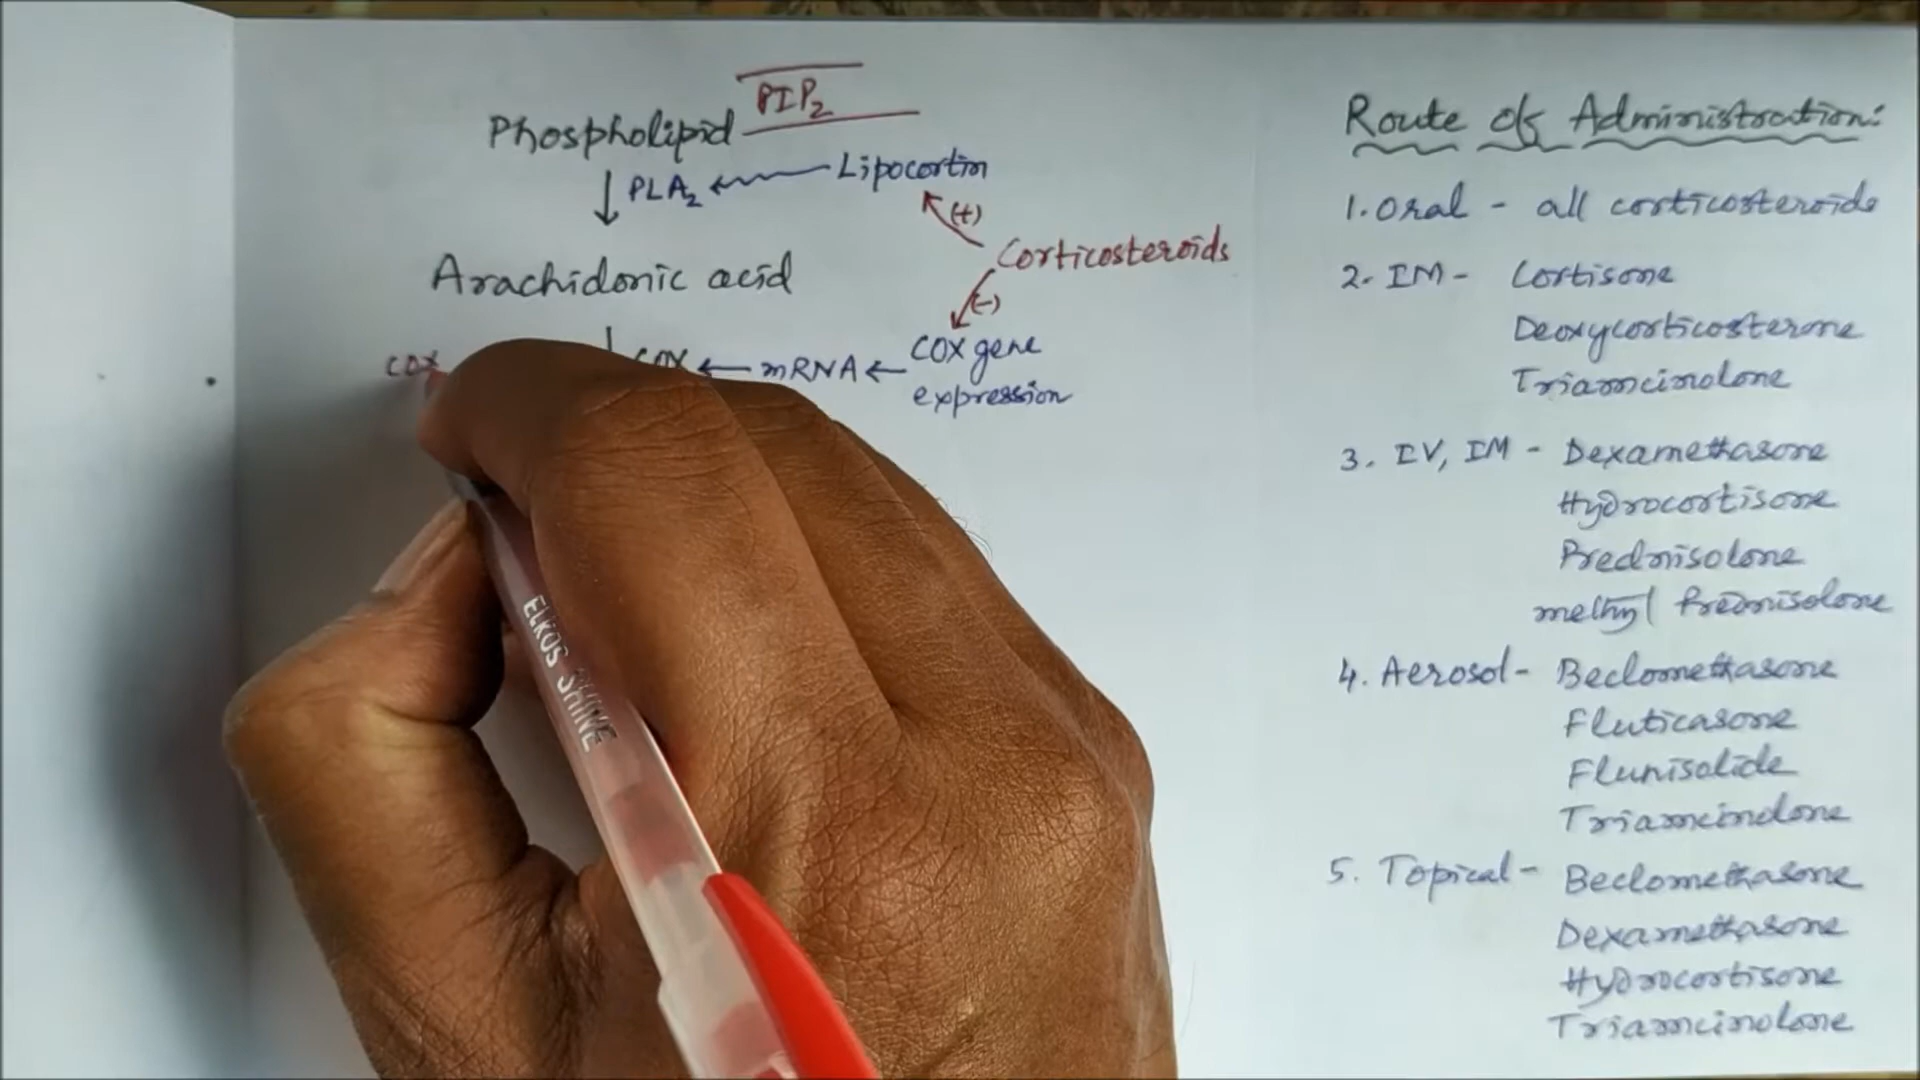 PIP2
Phospholipid
PLA2 Lipocortin
(+)
Corticosteroids
Arachidonic acid
(-)
COX COX mRNA COX gene
expression
ELKOS SHINE
Route of Administration:
1. Oral - all corticosteroids
2. IM - Cortisone
Deoxycorticosterone
Triamcinolone
3. IV, IM - Dexamethasone
Hydrocortisone
Prednisolone
methyl Prednisolone
4. Aerosol - Beclomethasone
Fluticasone
Flunisolide
Triamcinolone
5. Topical - Beclomethasone
Dexamethasone
Hydrocortisone
Triamcinolone